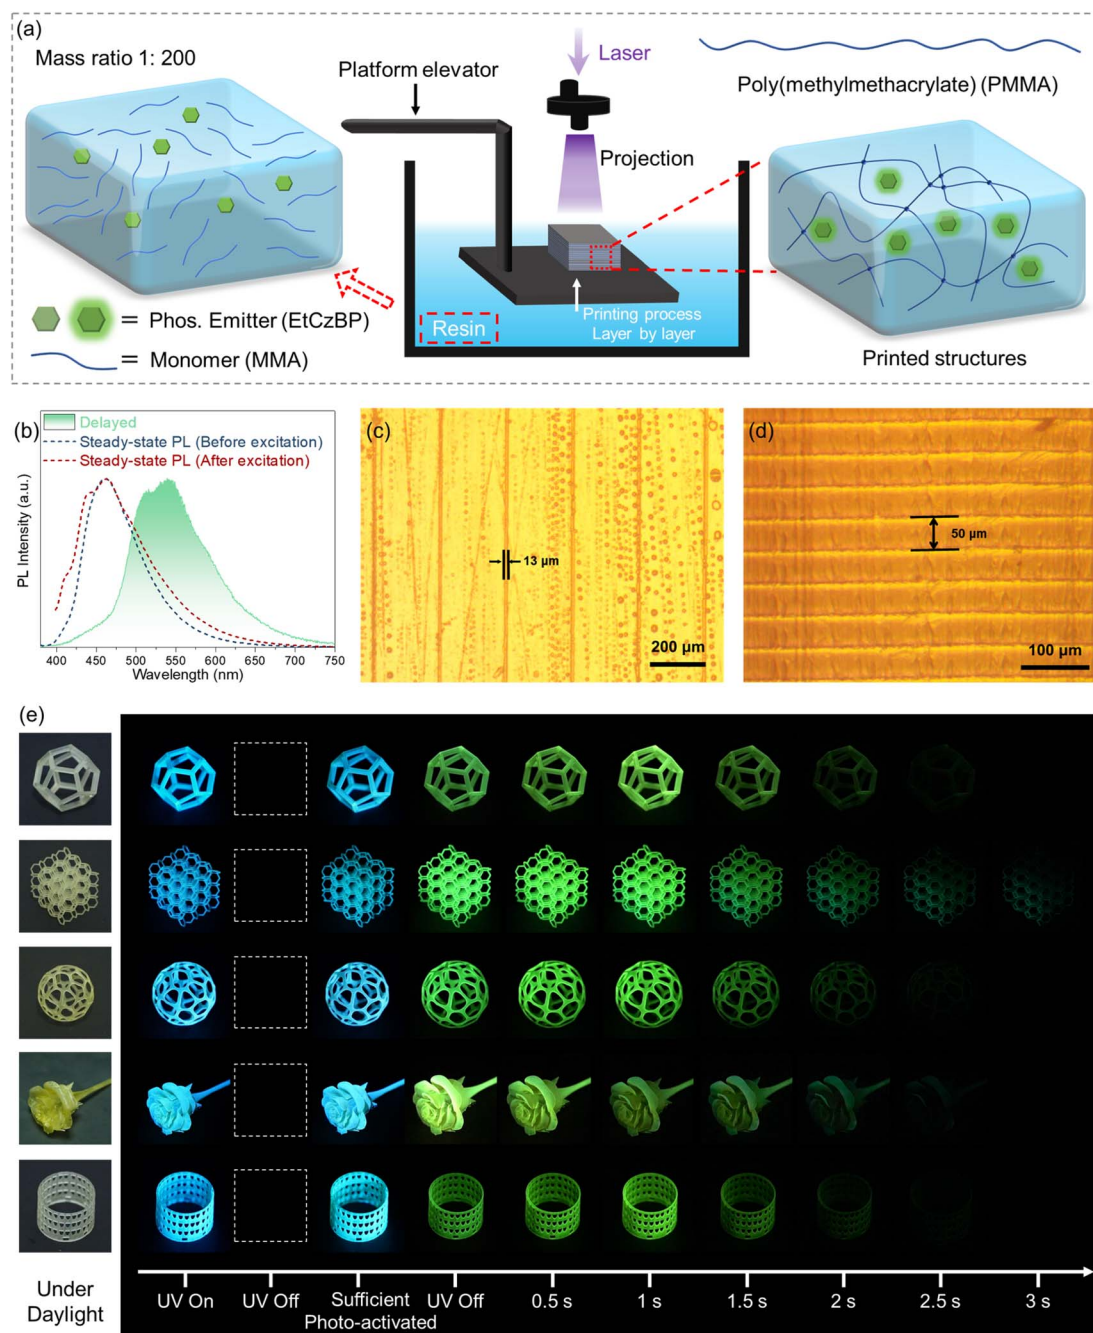 (a)
Mass ratio 1: 200
Platform elevator
Laser
Projection
Poly(methylmethacrylate) (PMMA)
Resin
Printing process
Layer by layer
= Phos. Emitter (EtCzBP)
= Monomer (MMA)
Printed structures
(b)
Delayed
Steady-state PL (Before excitation)
Steady-state PL (After excitation)
PL Intensity (a.u.)
400 450 500 550 600 650 700 750
Wavelength (nm)
(c)
13 µm
200 µm
(d)
50 µm
100 µm
(e)
Under
Daylight
UV On
UV Off
Sufficient
Photo-activated
UV Off
0.5 s
1 s
1.5 s
2 s
2.5 s
3 s